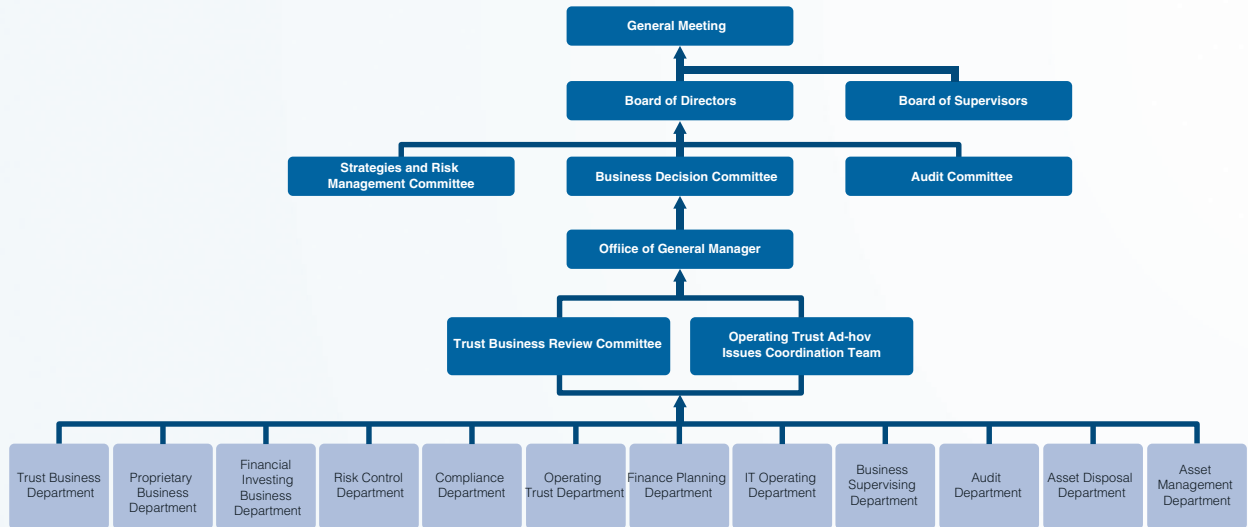 General Meeting
Board of Directors
Board of Supervisors
Strategies and Risk
Management Committee
Business Decision Committee
Audit Committee
Offiice of General Manager
Trust Business Review Committee
Operating Trust Ad-hov
Issues Coordination Team
Trust Business
Department
Proprietary
Business
Department
Financial
Investing
Business
Department
Risk Control
Department
Compliance
Department
Operating
Trust Department
Finance Planning
Department
IT Operating
Department
Business
Supervising
Department
Audit
Department
Asset Disposal
Department
Asset
Management
Department